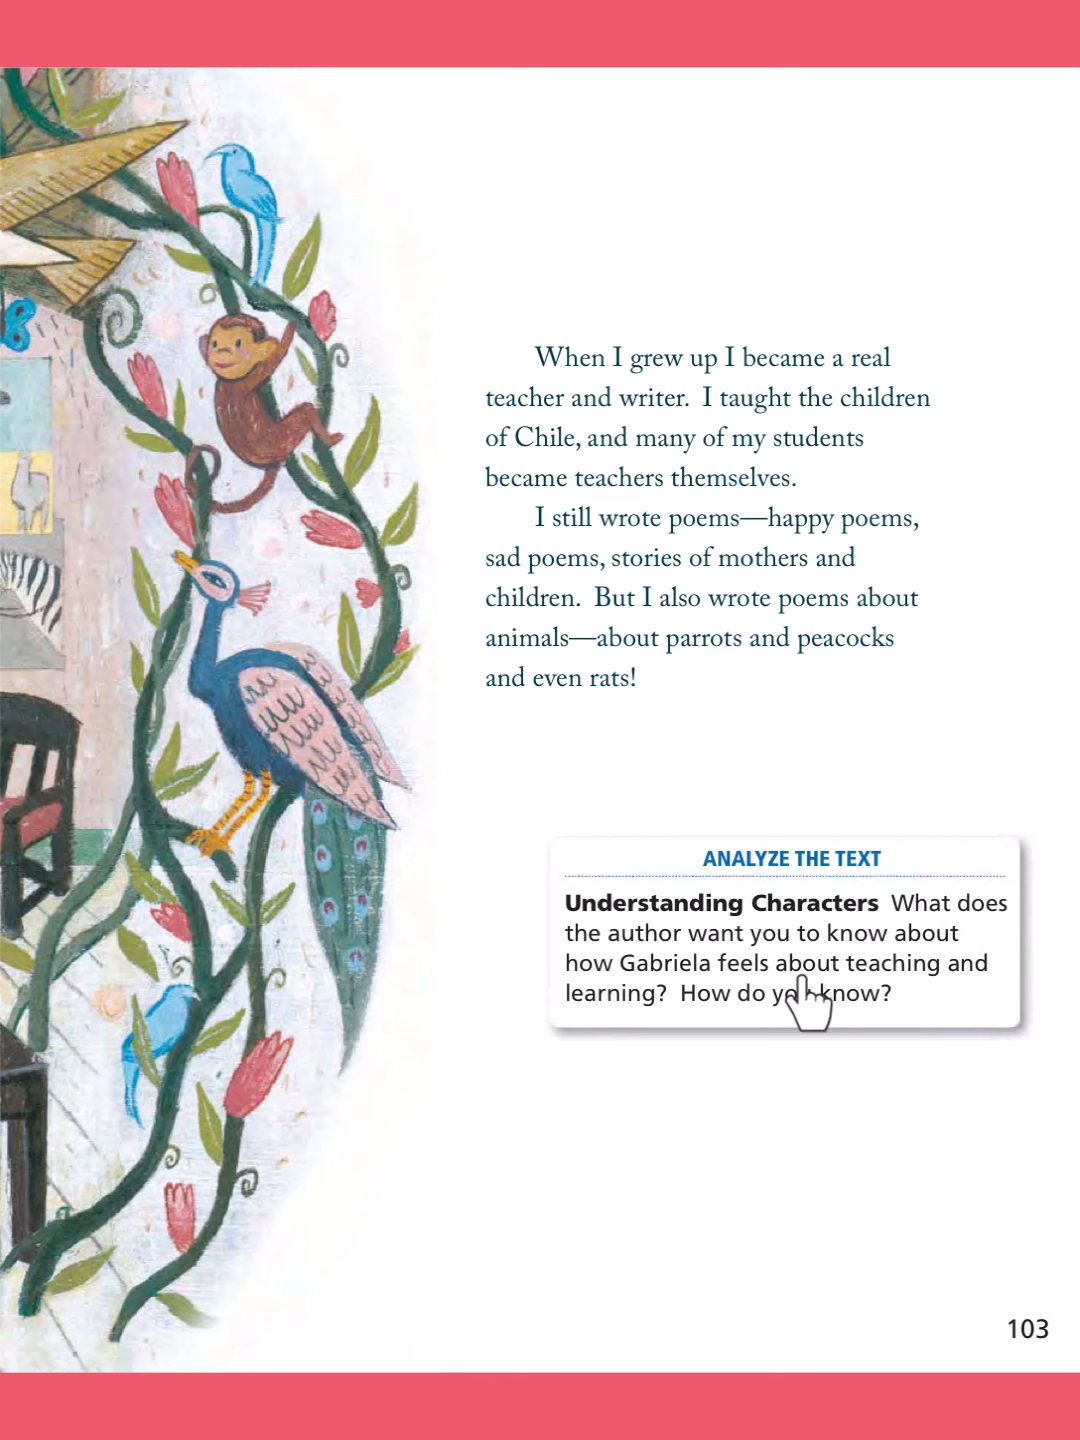 When I grew up I became a real
teacher and writer. I taught the children
of Chile, and many of my students
became teachers themselves.
I still wrote poems—happy poems,
sad poems, stories of mothers and
children. But I also wrote poems about
animals—about parrots and peacocks
and even rats!
ANALYZE THE TEXT
Understanding Characters What does
the author want you to know about
how Gabriela feels about teaching and
learning? How do you know?
103